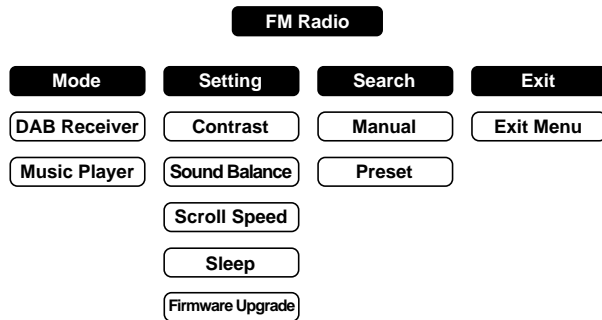 FM Radio
Mode Setting Search Exit
DAB Receiver Contrast Manual Exit Menu
Music Player Sound Balance Preset
Scroll Speed
Sleep
Firmware Upgrade